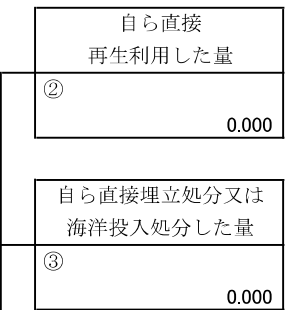 自ら直接
再生利用した量
②
0.000
自ら直接埋立処分又は
海洋投入処分した量
③
0.000